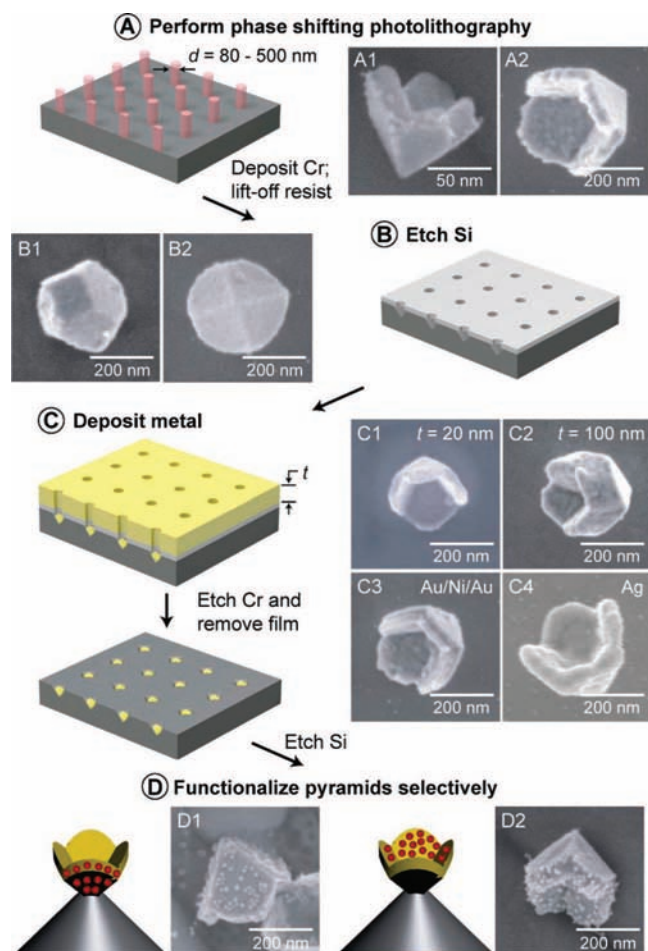 A Perform phase shifting photolithography
d = 80 - 500 nm
A1
50 nm
A2
200 nm
Deposit Cr;
lift-off resist
B1
200 nm
B2
200 nm
B Etch Si
C Deposit metal
t
C1
t = 20 nm
200 nm
C2
t = 100 nm
200 nm
Etch Cr and
remove film
C3
Au/Ni/Au
200 nm
C4
Ag
200 nm
Etch Si
D Functionalize pyramids selectively
D1
200 nm
D2
200 nm